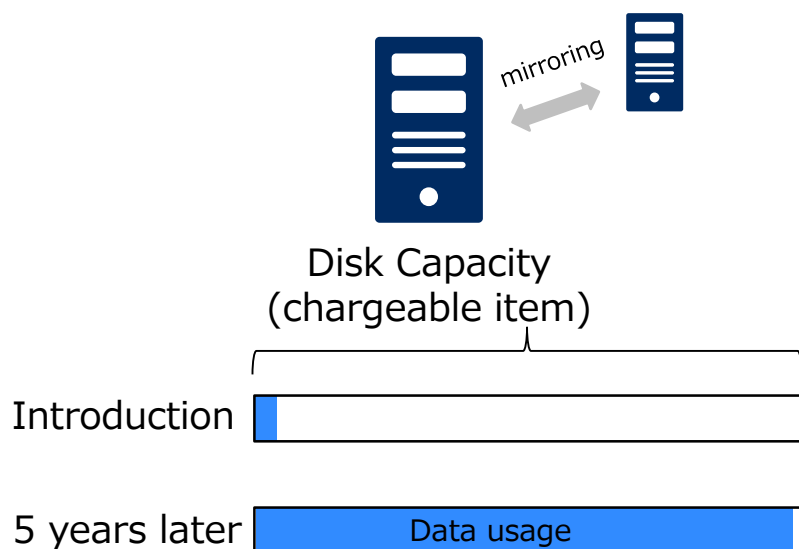 mirroring
Disk Capacity
(chargeable item)
Introduction
5 years later
Data usage